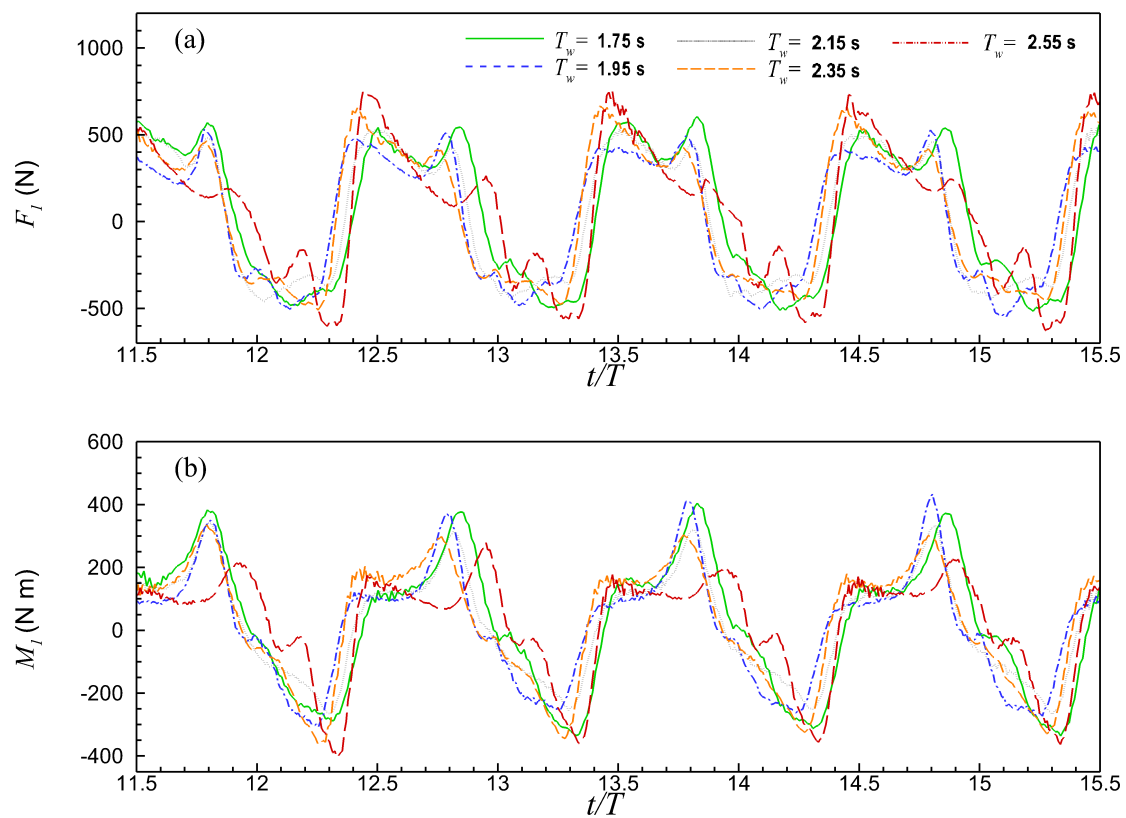 (a)
T_w = 1.75 s
T_w = 2.15 s
T_w = 2.55 s
T_w = 1.95 s
T_w = 2.35 s
1000
500
0
-500
F_1 (N)
11.5 12 12.5 13 13.5 14 14.5 15 15.5
t/T
(b)
600
400
200
0
-200
-400
M_1 (N m)
11.5 12 12.5 13 13.5 14 14.5 15 15.5
t/T